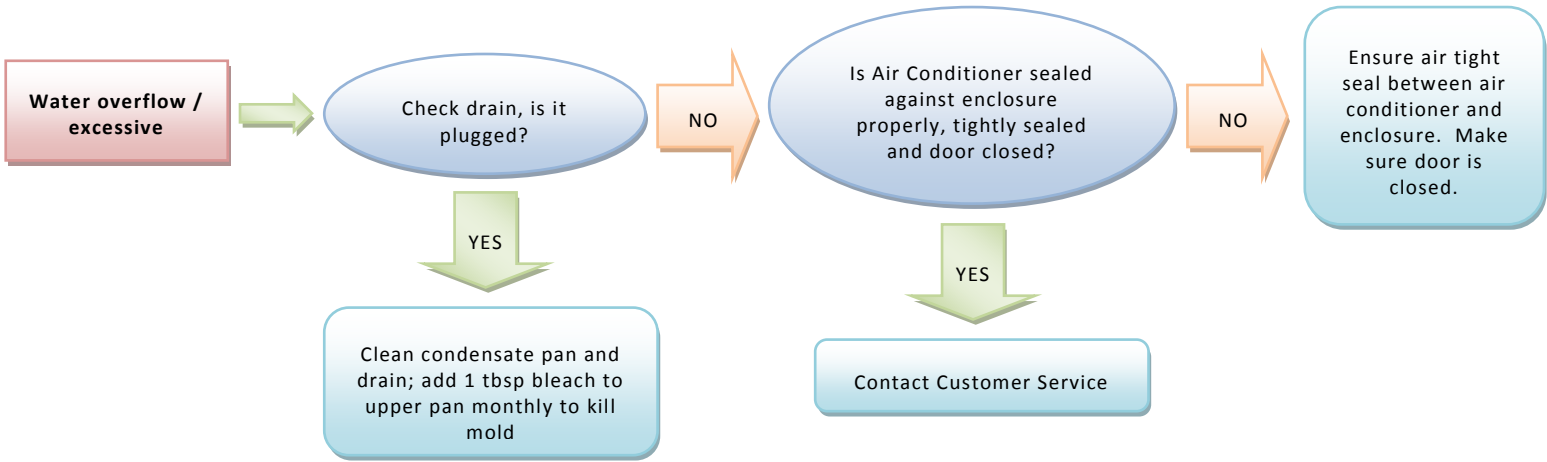 Water overflow /
excessive
Check drain, is it
plugged?
NO
Is Air Conditioner sealed
against enclosure
properly, tightly sealed
and door closed?
NO
Ensure air tight
seal between air
conditioner and
enclosure.  Make
sure door is
closed.
YES
Clean condensate pan and
drain; add 1 tbsp bleach to
upper pan monthly to kill
mold
YES
Contact Customer Service